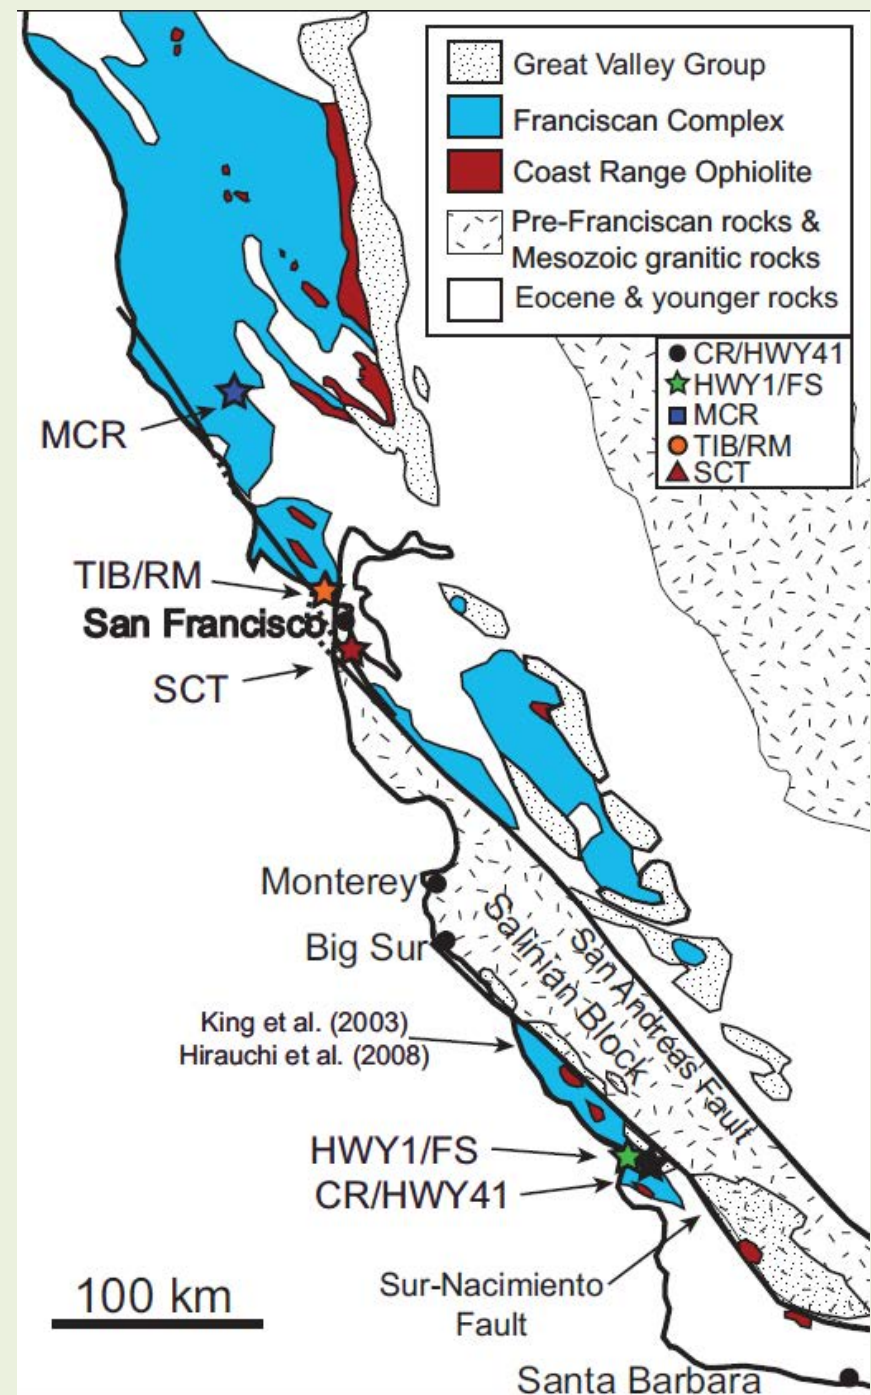 Great Valley Group
Franciscan Complex
Coast Range Ophiolite
Pre-Franciscan rocks &
Mesozoic granitic rocks
Eocene & younger rocks
CR/HWY41
HWY1/FS
MCR
TIB/RM
SCT
MCR
TIB/RM
San Francisco
SCT
Monterey
Big Sur
San Andreas Fault
Salinian Block
King et al. (2003)
Hirauchi et al. (2008)
HWY1/FS
CR/HWY41
Sur-Nacimiento
Fault
100 km
Santa Barbara